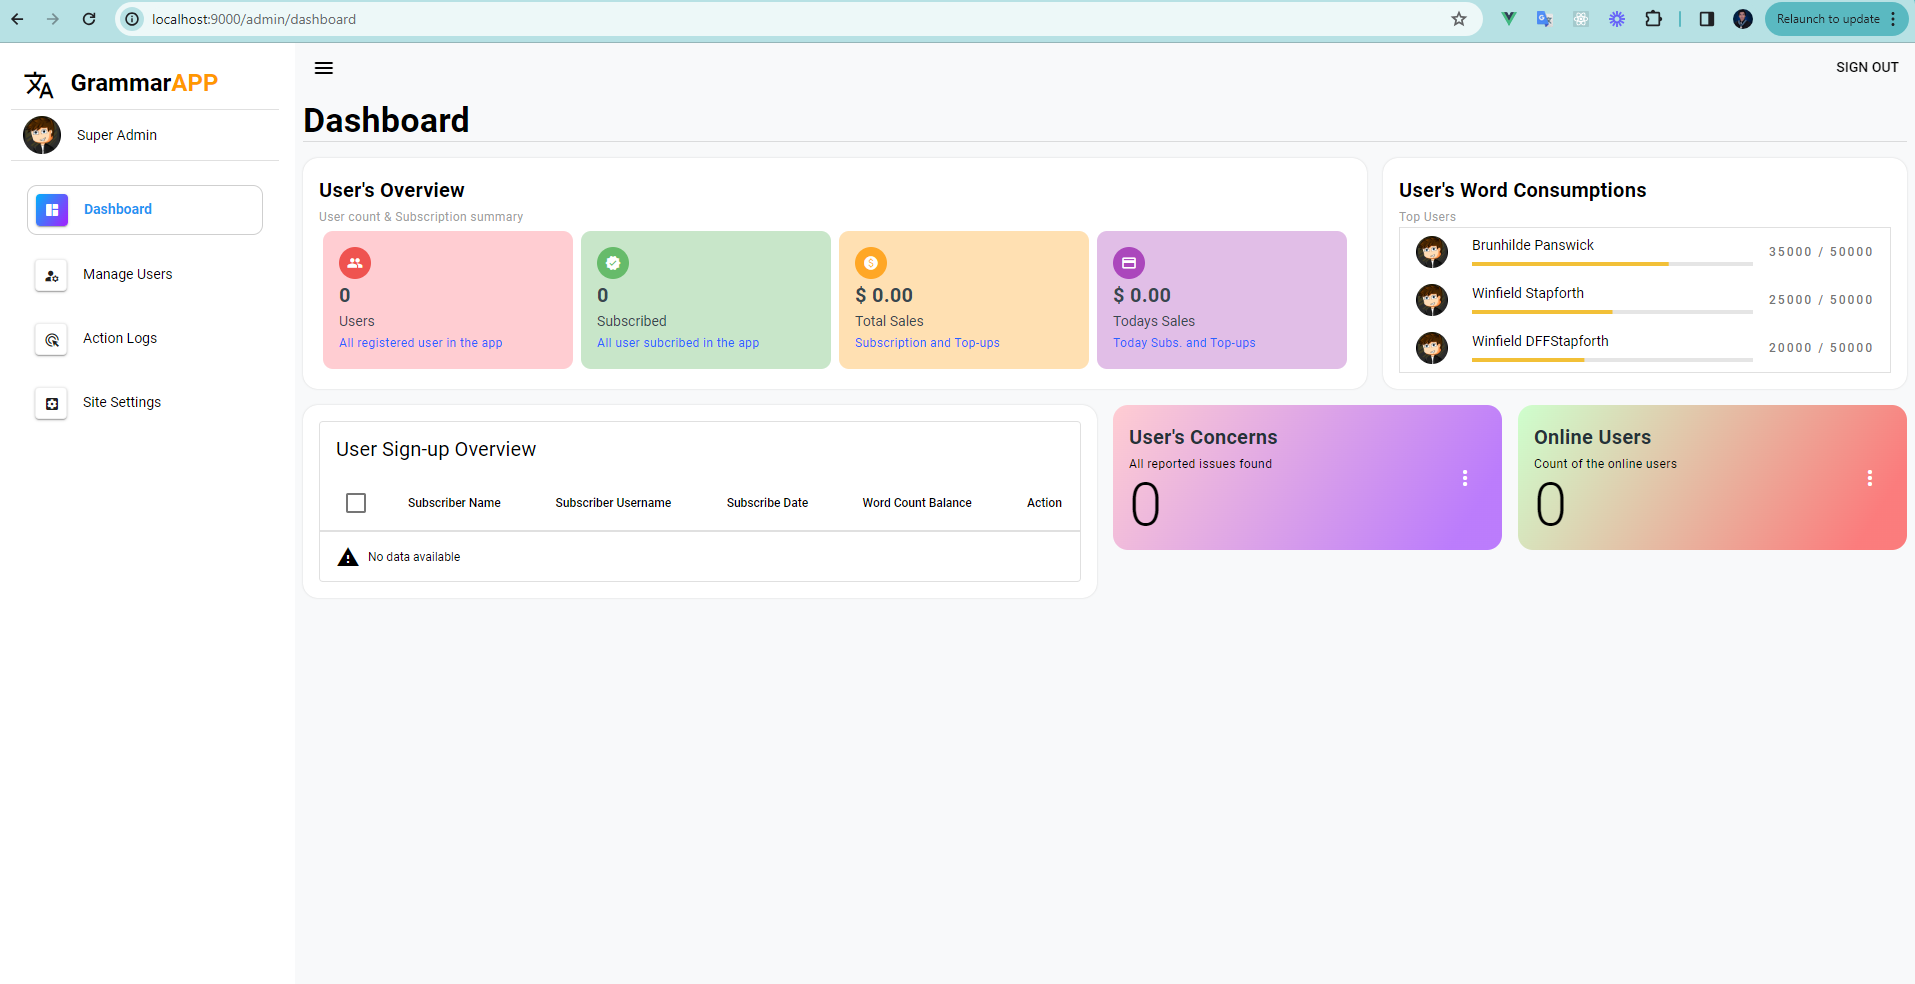 localhost:9000/admin/dashboard
Relaunch to update
GrammarAPP
Super Admin
Dashboard
Manage Users
Action Logs
Site Settings
SIGN OUT
Dashboard
User's Overview
User count & Subscription summary
0
Users
All registered user in the app
0
Subscribed
All user subcribed in the app
$ 0.00
Total Sales
Subscription and Top-ups
$ 0.00
Todays Sales
Today Subs. and Top-ups
User's Word Consumptions
Top Users
Brunhilde Panswick 35000 / 50000
Winfield Stapforth 25000 / 50000
Winfield DFFStapforth 20000 / 50000
User Sign-up Overview
Subscriber Name Subscriber Username Subscribe Date Word Count Balance Action
No data available
User's Concerns
All reported issues found
0
Online Users
Count of the online users
0